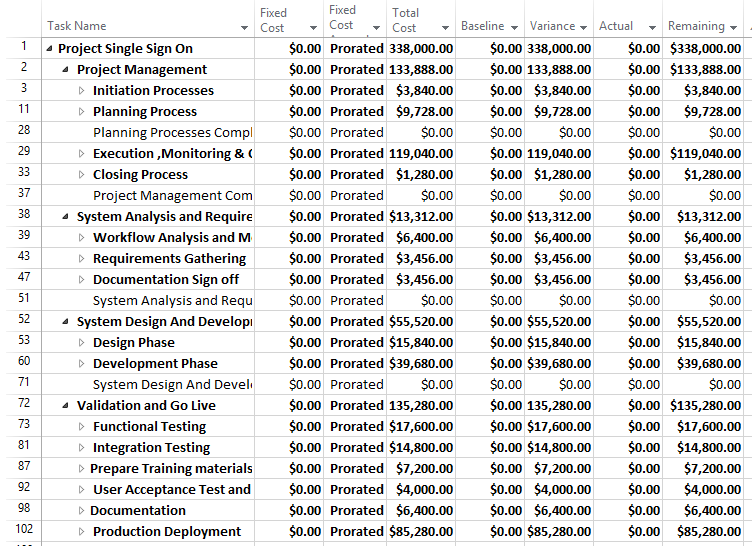 Task Name Fixed Cost Fixed Cost Total Cost Baseline Variance Actual Remaining
1 Project Single Sign On $0.00 Prorated 338,000.00 $0.00 338,000.00 $0.00 $338,000.00
2 Project Management $0.00 Prorated 133,888.00 $0.00 133,888.00 $0.00 $133,888.00
3 Initiation Processes $0.00 Prorated $3,840.00 $0.00 $3,840.00 $0.00 $3,840.00
11 Planning Process $0.00 Prorated $9,728.00 $0.00 $9,728.00 $0.00 $9,728.00
28 Planning Processes Compl $0.00 Prorated $0.00 $0.00 $0.00 $0.00 $0.00
29 Execution ,Monitoring & C $0.00 Prorated 119,040.00 $0.00 119,040.00 $0.00 $119,040.00
33 Closing Process $0.00 Prorated $1,280.00 $0.00 $1,280.00 $0.00 $1,280.00
37 Project Management Com $0.00 Prorated $0.00 $0.00 $0.00 $0.00 $0.00
38 System Analysis and Require $0.00 Prorated $13,312.00 $0.00 $13,312.00 $0.00 $13,312.00
39 Workflow Analysis and M $0.00 Prorated $6,400.00 $0.00 $6,400.00 $0.00 $6,400.00
43 Requirements Gathering $0.00 Prorated $3,456.00 $0.00 $3,456.00 $0.00 $3,456.00
47 Documentation Sign off $0.00 Prorated $3,456.00 $0.00 $3,456.00 $0.00 $3,456.00
51 System Analysis and Requ $0.00 Prorated $0.00 $0.00 $0.00 $0.00 $0.00
52 System Design And Develop $0.00 Prorated $55,520.00 $0.00 $55,520.00 $0.00 $55,520.00
53 Design Phase $0.00 Prorated $15,840.00 $0.00 $15,840.00 $0.00 $15,840.00
60 Development Phase $0.00 Prorated $39,680.00 $0.00 $39,680.00 $0.00 $39,680.00
71 System Design And Devel $0.00 Prorated $0.00 $0.00 $0.00 $0.00 $0.00
72 Validation and Go Live $0.00 Prorated 135,280.00 $0.00 135,280.00 $0.00 $135,280.00
73 Functional Testing $0.00 Prorated $17,600.00 $0.00 $17,600.00 $0.00 $17,600.00
81 Integration Testing $0.00 Prorated $14,800.00 $0.00 $14,800.00 $0.00 $14,800.00
87 Prepare Training materials $0.00 Prorated $7,200.00 $0.00 $7,200.00 $0.00 $7,200.00
92 User Acceptance Test and $0.00 Prorated $4,000.00 $0.00 $4,000.00 $0.00 $4,000.00
98 Documentation $0.00 Prorated $6,400.00 $0.00 $6,400.00 $0.00 $6,400.00
102 Production Deployment $0.00 Prorated $85,280.00 $0.00 $85,280.00 $0.00 $85,280.00